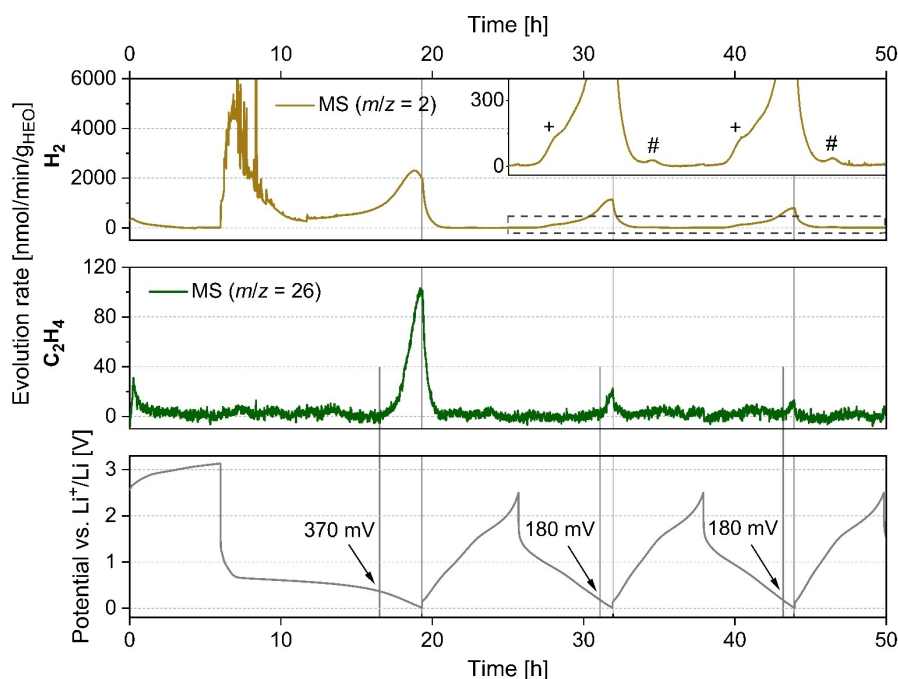 Time [h]
0 10 20 30 40 50
Evolution rate [nmol/min/g_HEO]
H₂
6000
4000
2000
0
MS (m/z = 2)
300
0
+ # + #
C₂H₄
120
80
40
0
MS (m/z = 26)
Potential vs. Li⁺/Li [V]
3
2
1
0
370 mV 180 mV 180 mV
0 10 20 30 40 50
Time [h]